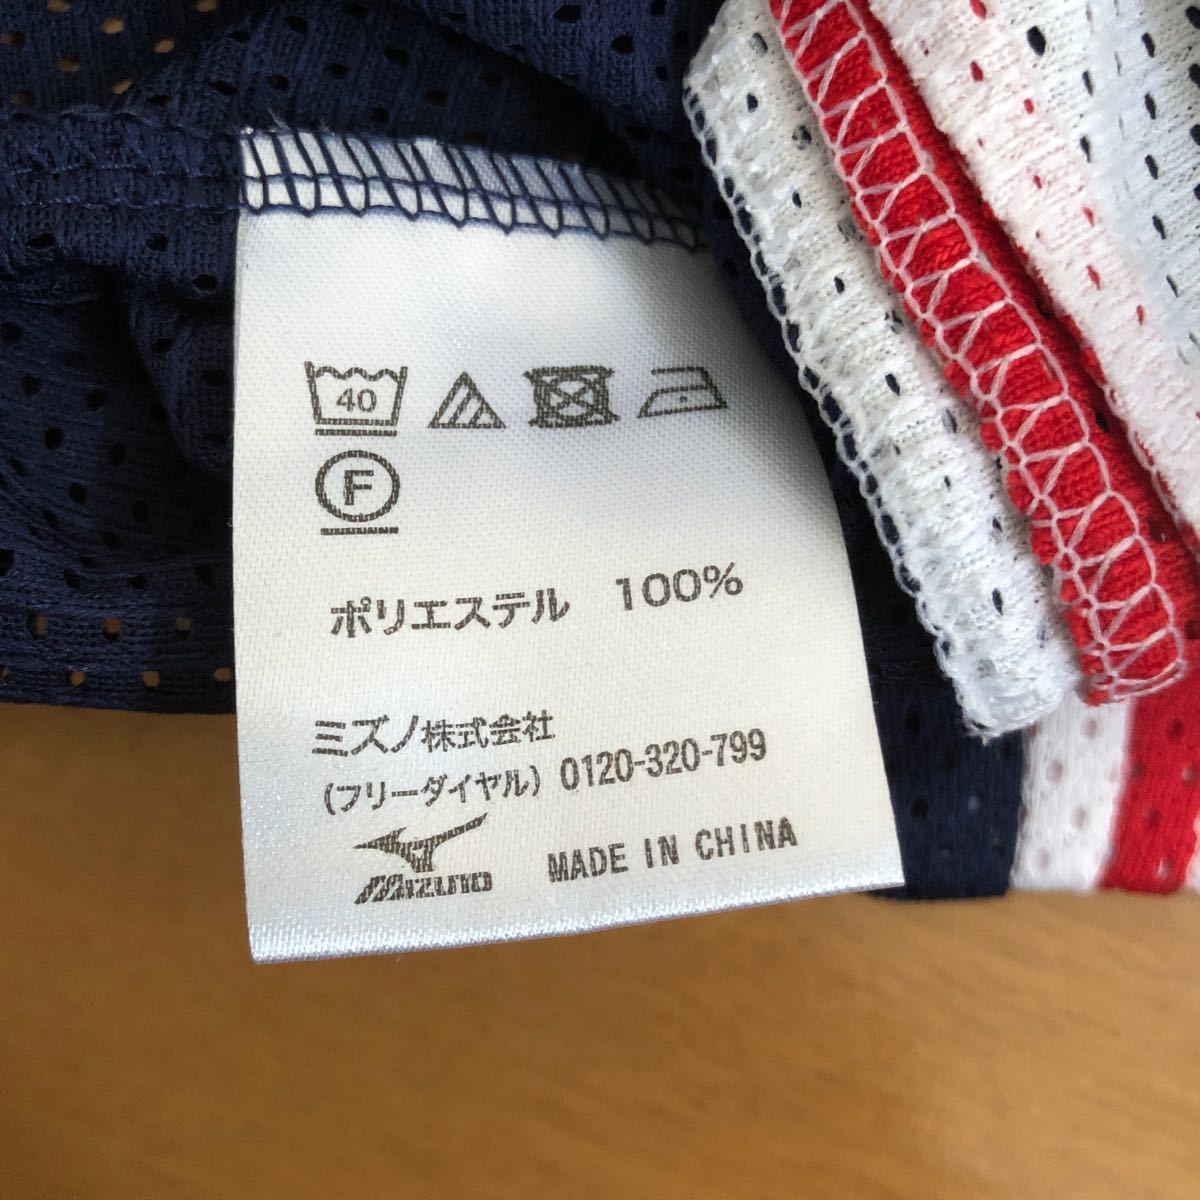 40
F
ポリエステル 100%
ミズノ株式会社
(フリーダイヤル) 0120-320-799
MIZUNO MADE IN CHINA